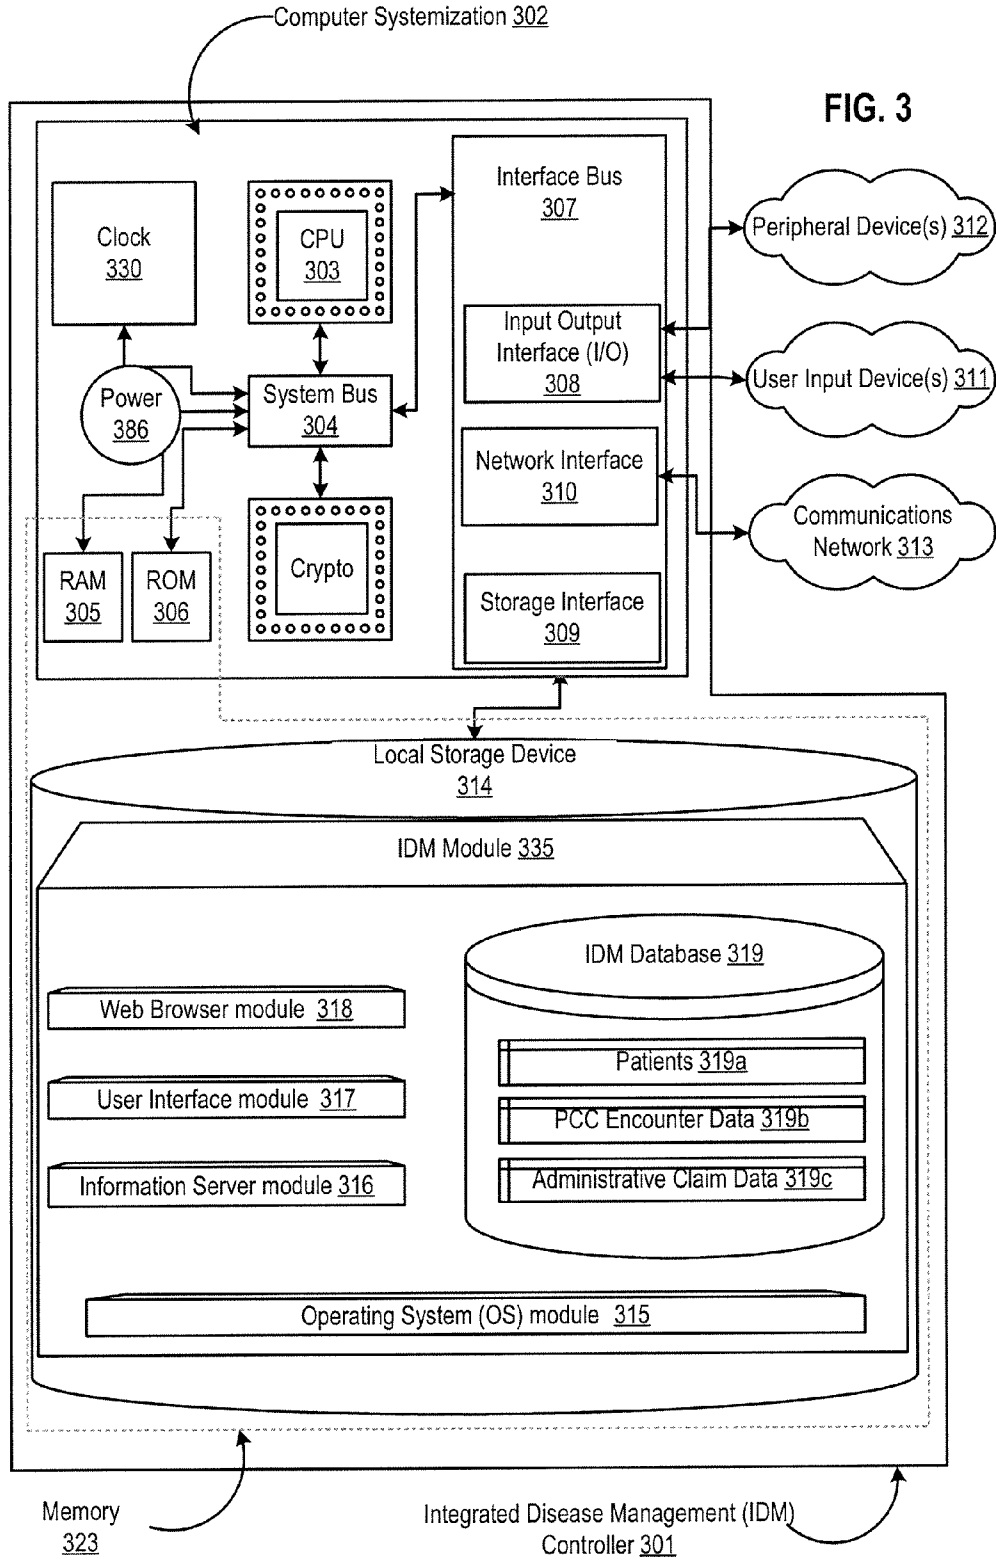 Computer Systemization 302
FIG. 3
Clock
330
CPU
303
Interface Bus
307
Peripheral Device(s) 312
Input Output
Interface (I/O)
308
User Input Device(s) 311
Power
386
System Bus
304
Network Interface
310
Communications
Network 313
RAM
305
ROM
306
Crypto
Storage Interface
309
Local Storage Device
314
IDM Module 335
IDM Database 319
Web Browser module 318
Patients 319a
User Interface module 317
PCC Encounter Data 319b
Information Server module 316
Administrative Claim Data 319c
Operating System (OS) module 315
Memory
323
Integrated Disease Management (IDM)
Controller 301